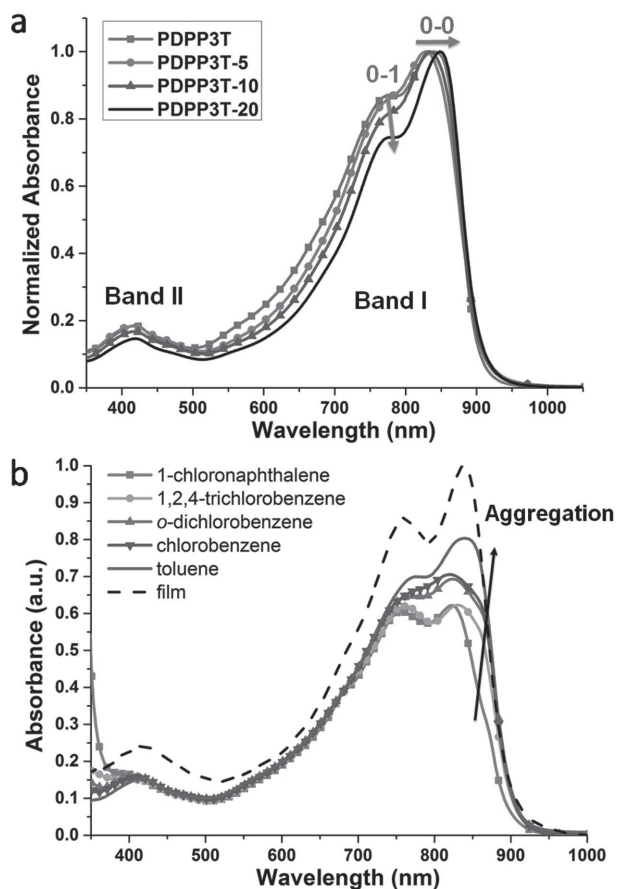 a
PDPP3T
PDPP3T-5
PDPP3T-10
PDPP3T-20
0-0
0-1
Band II
Band I
Normalized Absorbance
1.0
0.8
0.6
0.4
0.2
0.0
400 500 600 700 800 900 1000
Wavelength (nm)
b
1-chloronaphthalene
1,2,4-trichlorobenzene
o-dichlorobenzene
chlorobenzene
toluene
film
Aggregation
Absorbance (a.u.)
1.0
0.9
0.8
0.7
0.6
0.5
0.4
0.3
0.2
0.1
0.0
400 500 600 700 800 900 1000
Wavelength (nm)